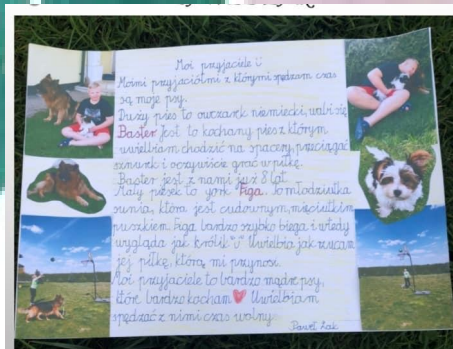 Moi przyjaciele
Moimi przyjaciółmi z którymi spędzam czas
są moje psy.
Duży pies to owczarek niemiecki, wabi się
Baster. Jest to kochany pies z którym
uwielbiam chodzić na spacery, przeciągać
sznurek i oczywiście grać w piłkę.
Baster jest z nami już 8 lat.
Mały piesek to york "Figa". To młodziutka
sunia, która jest cudownym, mięciutkim
puszkiem. Figa bardzo szybko biega i wtedy
wygląda jak królik "U" Uwielbia jak rzucam
jej piłkę, którą mi przynosi.
Moi przyjaciele to bardzo mądre psy,
które bardzo kocham ❤ Uwielbiam
spędzać z nimi czas wolny.
Paweł Łak